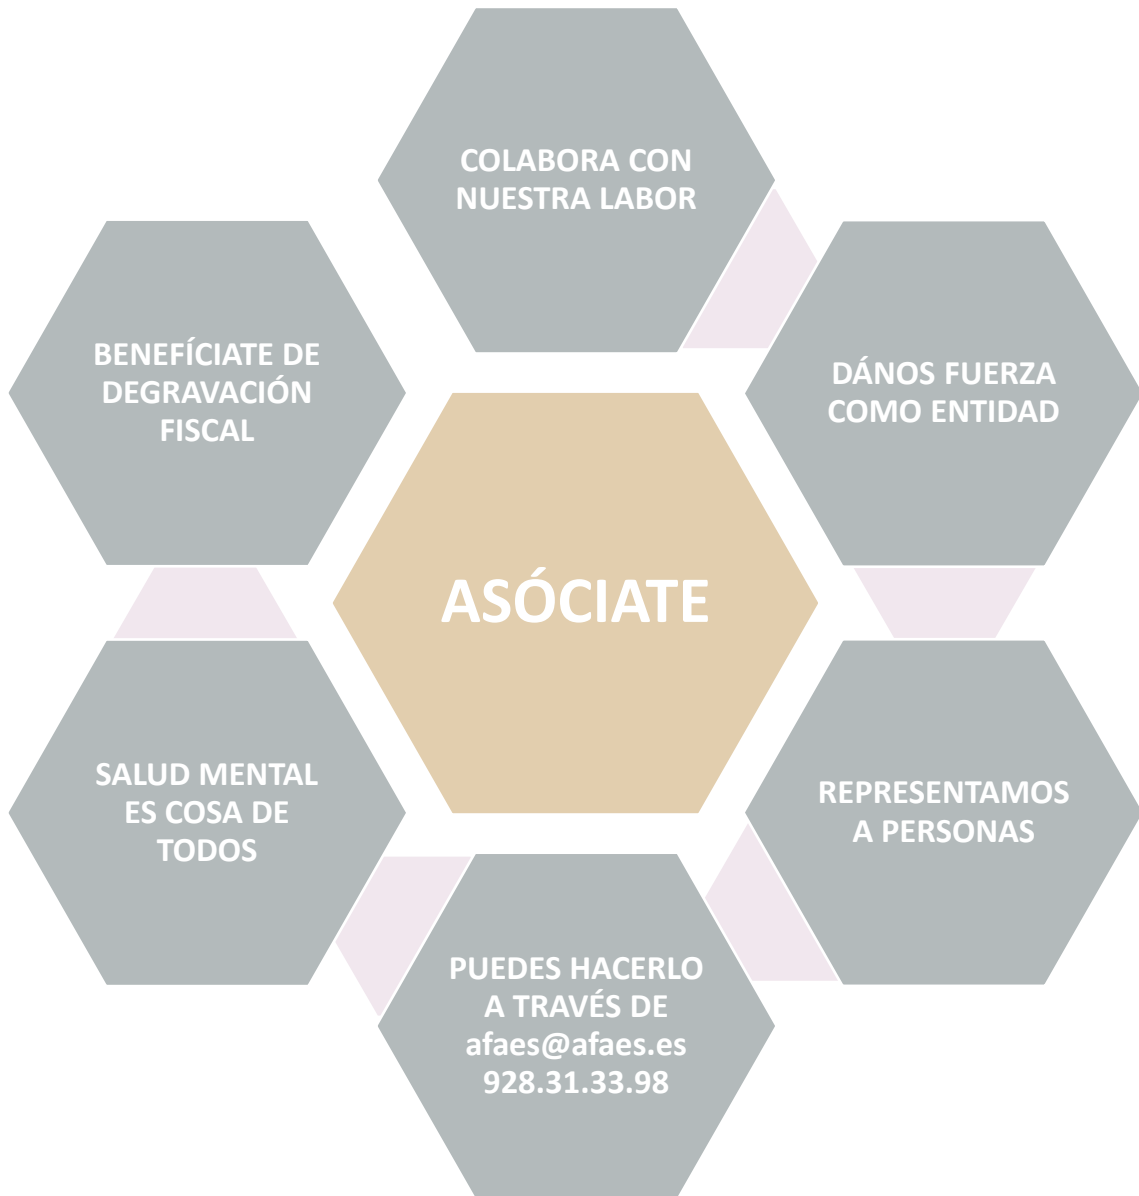 COLABORA CON
NUESTRA LABOR
DÁNOS FUERZA
COMO ENTIDAD
REPRESENTAMOS
A PERSONAS
PUEDES HACERLO
A TRAVÉS DE
afaes@afaes.es
928.31.33.98
SALUD MENTAL
ES COSA DE
TODOS
BENEFÍCIATE DE
DEGRAVACIÓN
FISCAL
ASÓCIATE